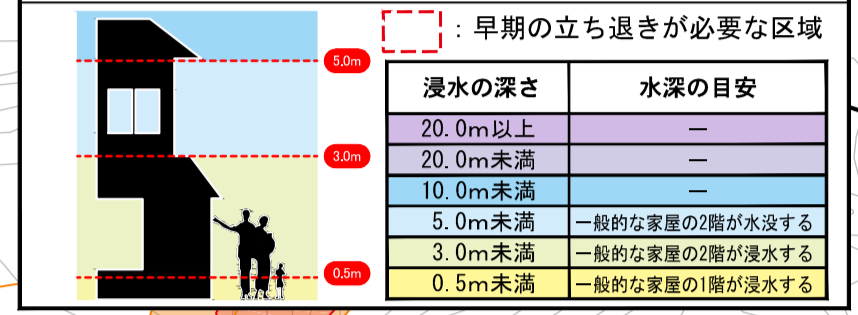 ：早期の立ち退きが必要な区域
5.0m
3.0m
0.5m
浸水の深さ 水深の目安
20.0m以上 ―
20.0m未満 ―
10.0m未満 ―
5.0m未満 一般的な家屋の2階が水没する
3.0m未満 一般的な家屋の2階が浸水する
0.5m未満 一般的な家屋の1階が浸水する